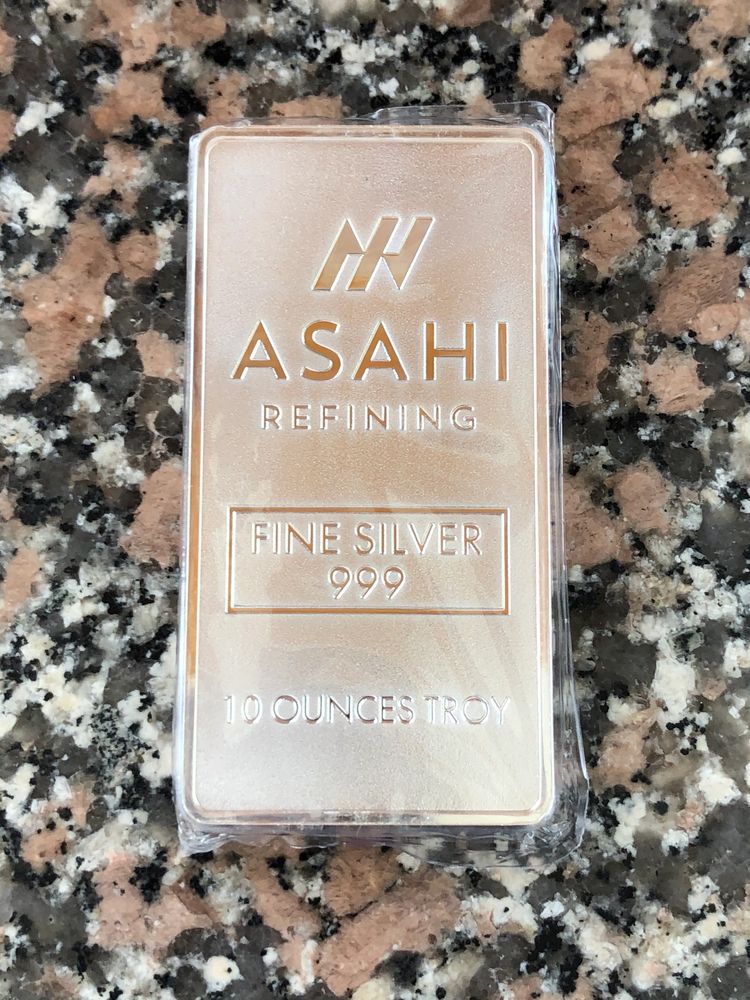 ASAHI
REFINING
FINE SILVER
999
10 OUNCES TROY